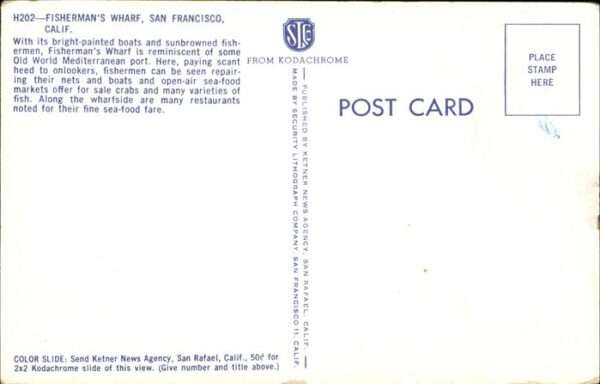 H202—FISHERMAN'S WHARF, SAN FRANCISCO,
CALIF.
With its bright-painted boats and sunbrowned fish-
ermen, Fisherman's Wharf is reminiscent of some
Old World Mediterranean port. Here, paying scant
heed to onlookers, fishermen can be seen repair-
ing their nets and boats and open-air sea-food
markets offer for sale crabs and many varieties of
fish. Along the wharfside are many restaurants
noted for their fine sea-food fare.
COLOR SLIDE: Send Ketner News Agency, San Rafael, Calif., 50¢ for
2x2 Kodachrome slide of this view. (Give number and title above.)
FROM KODACHROME
PUBLISHED BY KETNER NEWS AGENCY, SAN RAFAEL, CALIF.
MADE BY SECURITY LITHOGRAPH COMPANY, SAN FRANCISCO 11, CALIF.
POST CARD
PLACE
STAMP
HERE